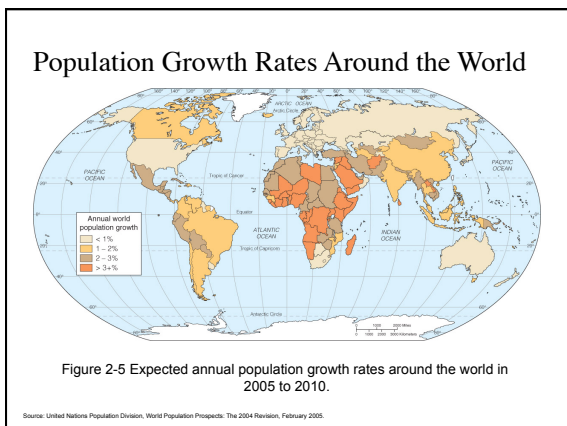 Population Growth Rates Around the World
ARCTIC OCEAN
Arctic Circle
PACIFIC
OCEAN
Tropic of Cancer
PACIFIC
OCEAN
Equator
ATLANTIC
OCEAN
INDIAN
OCEAN
Tropic of Capricorn
Antarctic Circle
Annual world
population growth
< 1%
1 – 2%
2 – 3%
> 3+%
Figure 2-5 Expected annual population growth rates around the world in
2005 to 2010.
Source: United Nations Population Division, World Population Prospects: The 2004 Revision, February 2005.